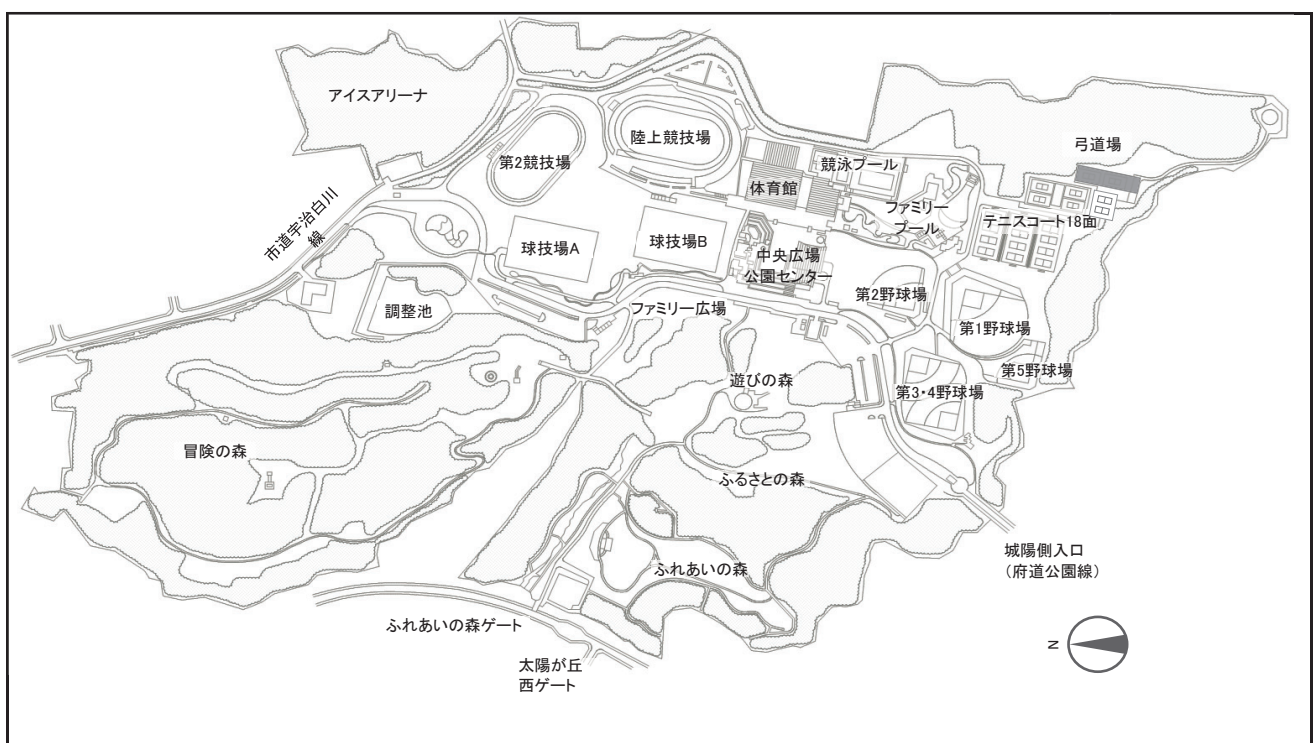 アイスアリーナ
陸上競技場
第2競技場
弓道場
競泳プール
体育館
ファミリー
プール
テニスコート18面
市道宇治白川
線
球技場A
球技場B
中央広場
公園センター
第2野球場
調整池
ファミリー広場
第1野球場
第5野球場
遊びの森
第3・4野球場
冒険の森
ふるさとの森
城陽側入口
（府道公園線）
ふれあいの森
ふれあいの森ゲート
太陽が丘
西ゲート
N